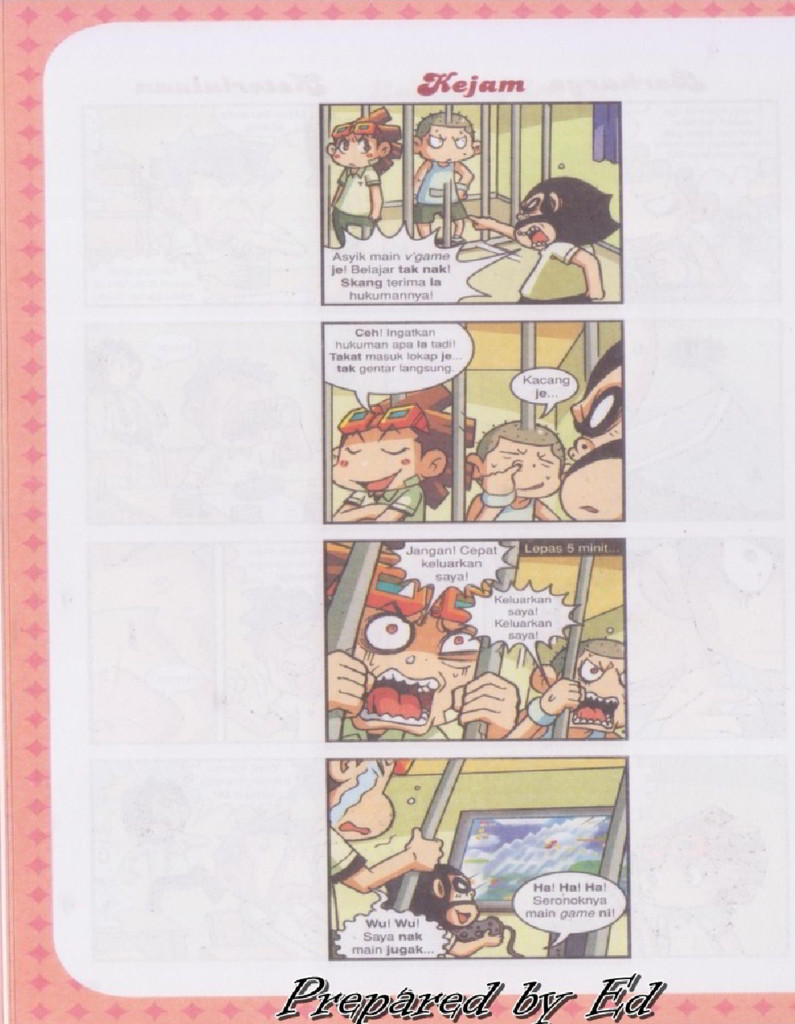 Kejam
Asyik main v'game
je! Belajar tak nak!
Skang terima la
hukumannya!
Ceh! Ingatkan
hukuman apa la tadi!
Takat masuk lokap je...
tak gentar langsung.
Kacang
je...
Jangan! Cepat
keluarkan
saya!
Lepas 5 minit...
Keluarkan
saya!
Keluarkan
saya!
Ha! Ha! Ha!
Seronoknya
main game ni!
Wu! Wu!
Saya nak
main jugak...
Prepared by Ed